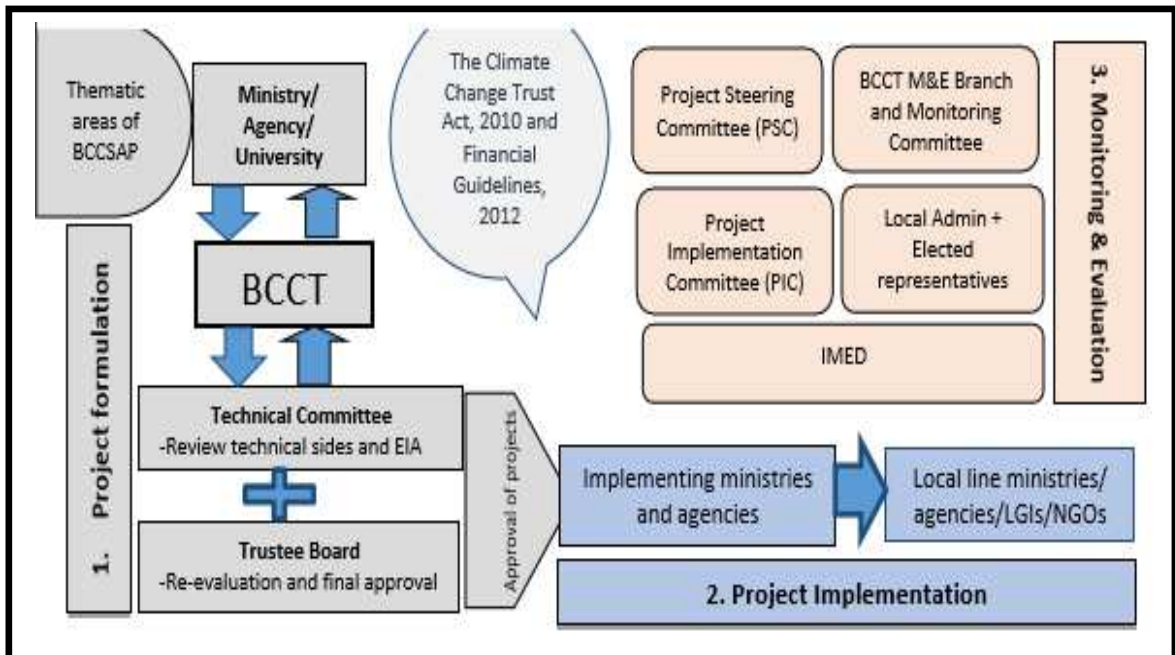 Thematic
areas of
BCCSAP
Ministry/
Agency/
University
BCCT
1. Project formulation
Technical Committee
-Review technical sides and EIA
Trustee Board
-Re-evaluation and final approval
Approval of projects
The Climate
Change Trust
Act, 2010 and
Financial
Guidelines,
2012
Implementing ministries
and agencies
Local line ministries/
agencies/LGIs/NGOs
2. Project Implementation
Project Steering
Committee (PSC)
BCCT M&E Branch
and Monitoring
Committee
Project
Implementation
Committee (PIC)
Local Admin +
Elected
representatives
IMED
3. Monitoring & Evaluation